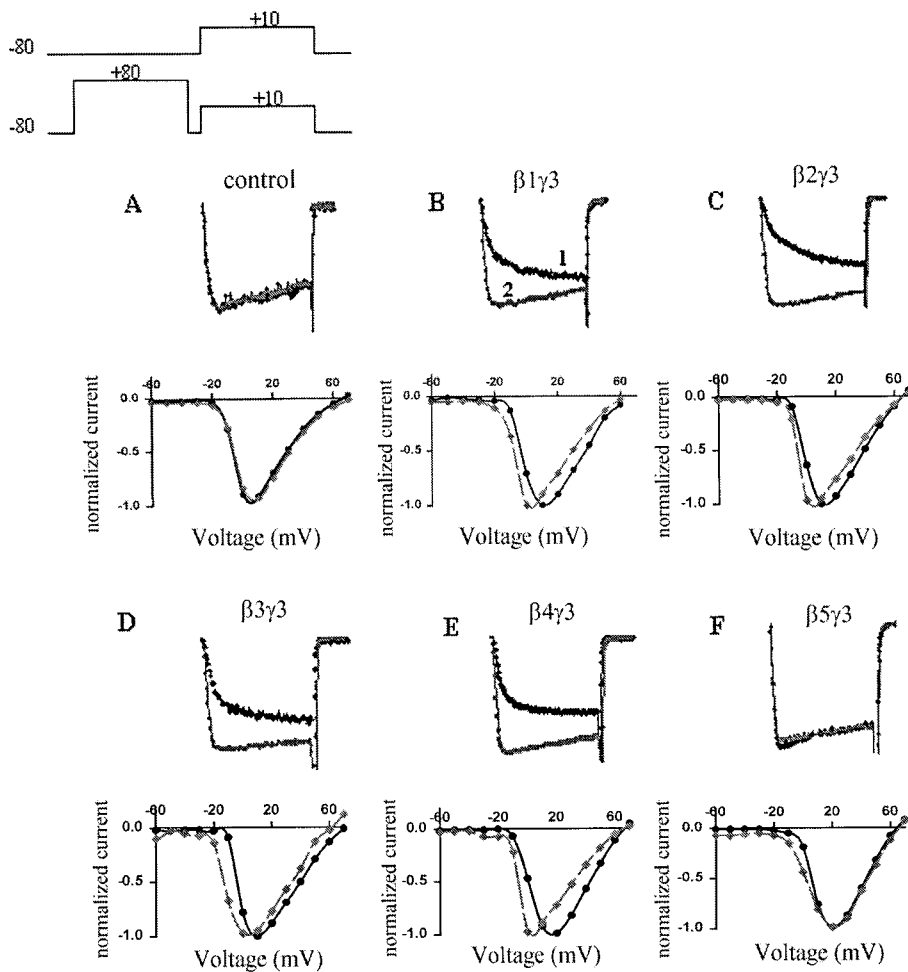 +10
-80
+80
+10
-80
control
β1γ3
β2γ3
A
B
C
1
2
-60 -20 20 60
-60 -20 20 60
-60 -20 20 60
0.0
-0.5
-1.0
normalized current
Voltage (mV)
0.0
-0.5
-1.0
normalized current
Voltage (mV)
0.0
-0.5
-1.0
normalized current
Voltage (mV)
β3γ3
β4γ3
β5γ3
D
E
F
-60 -20 20 60
-60 -20 20 60
-60 -20 20 60
0.0
-0.5
-1.0
normalized current
Voltage (mV)
0.0
-0.5
-1.0
normalized current
Voltage (mV)
0.0
-0.5
-1.0
normalized current
Voltage (mV)